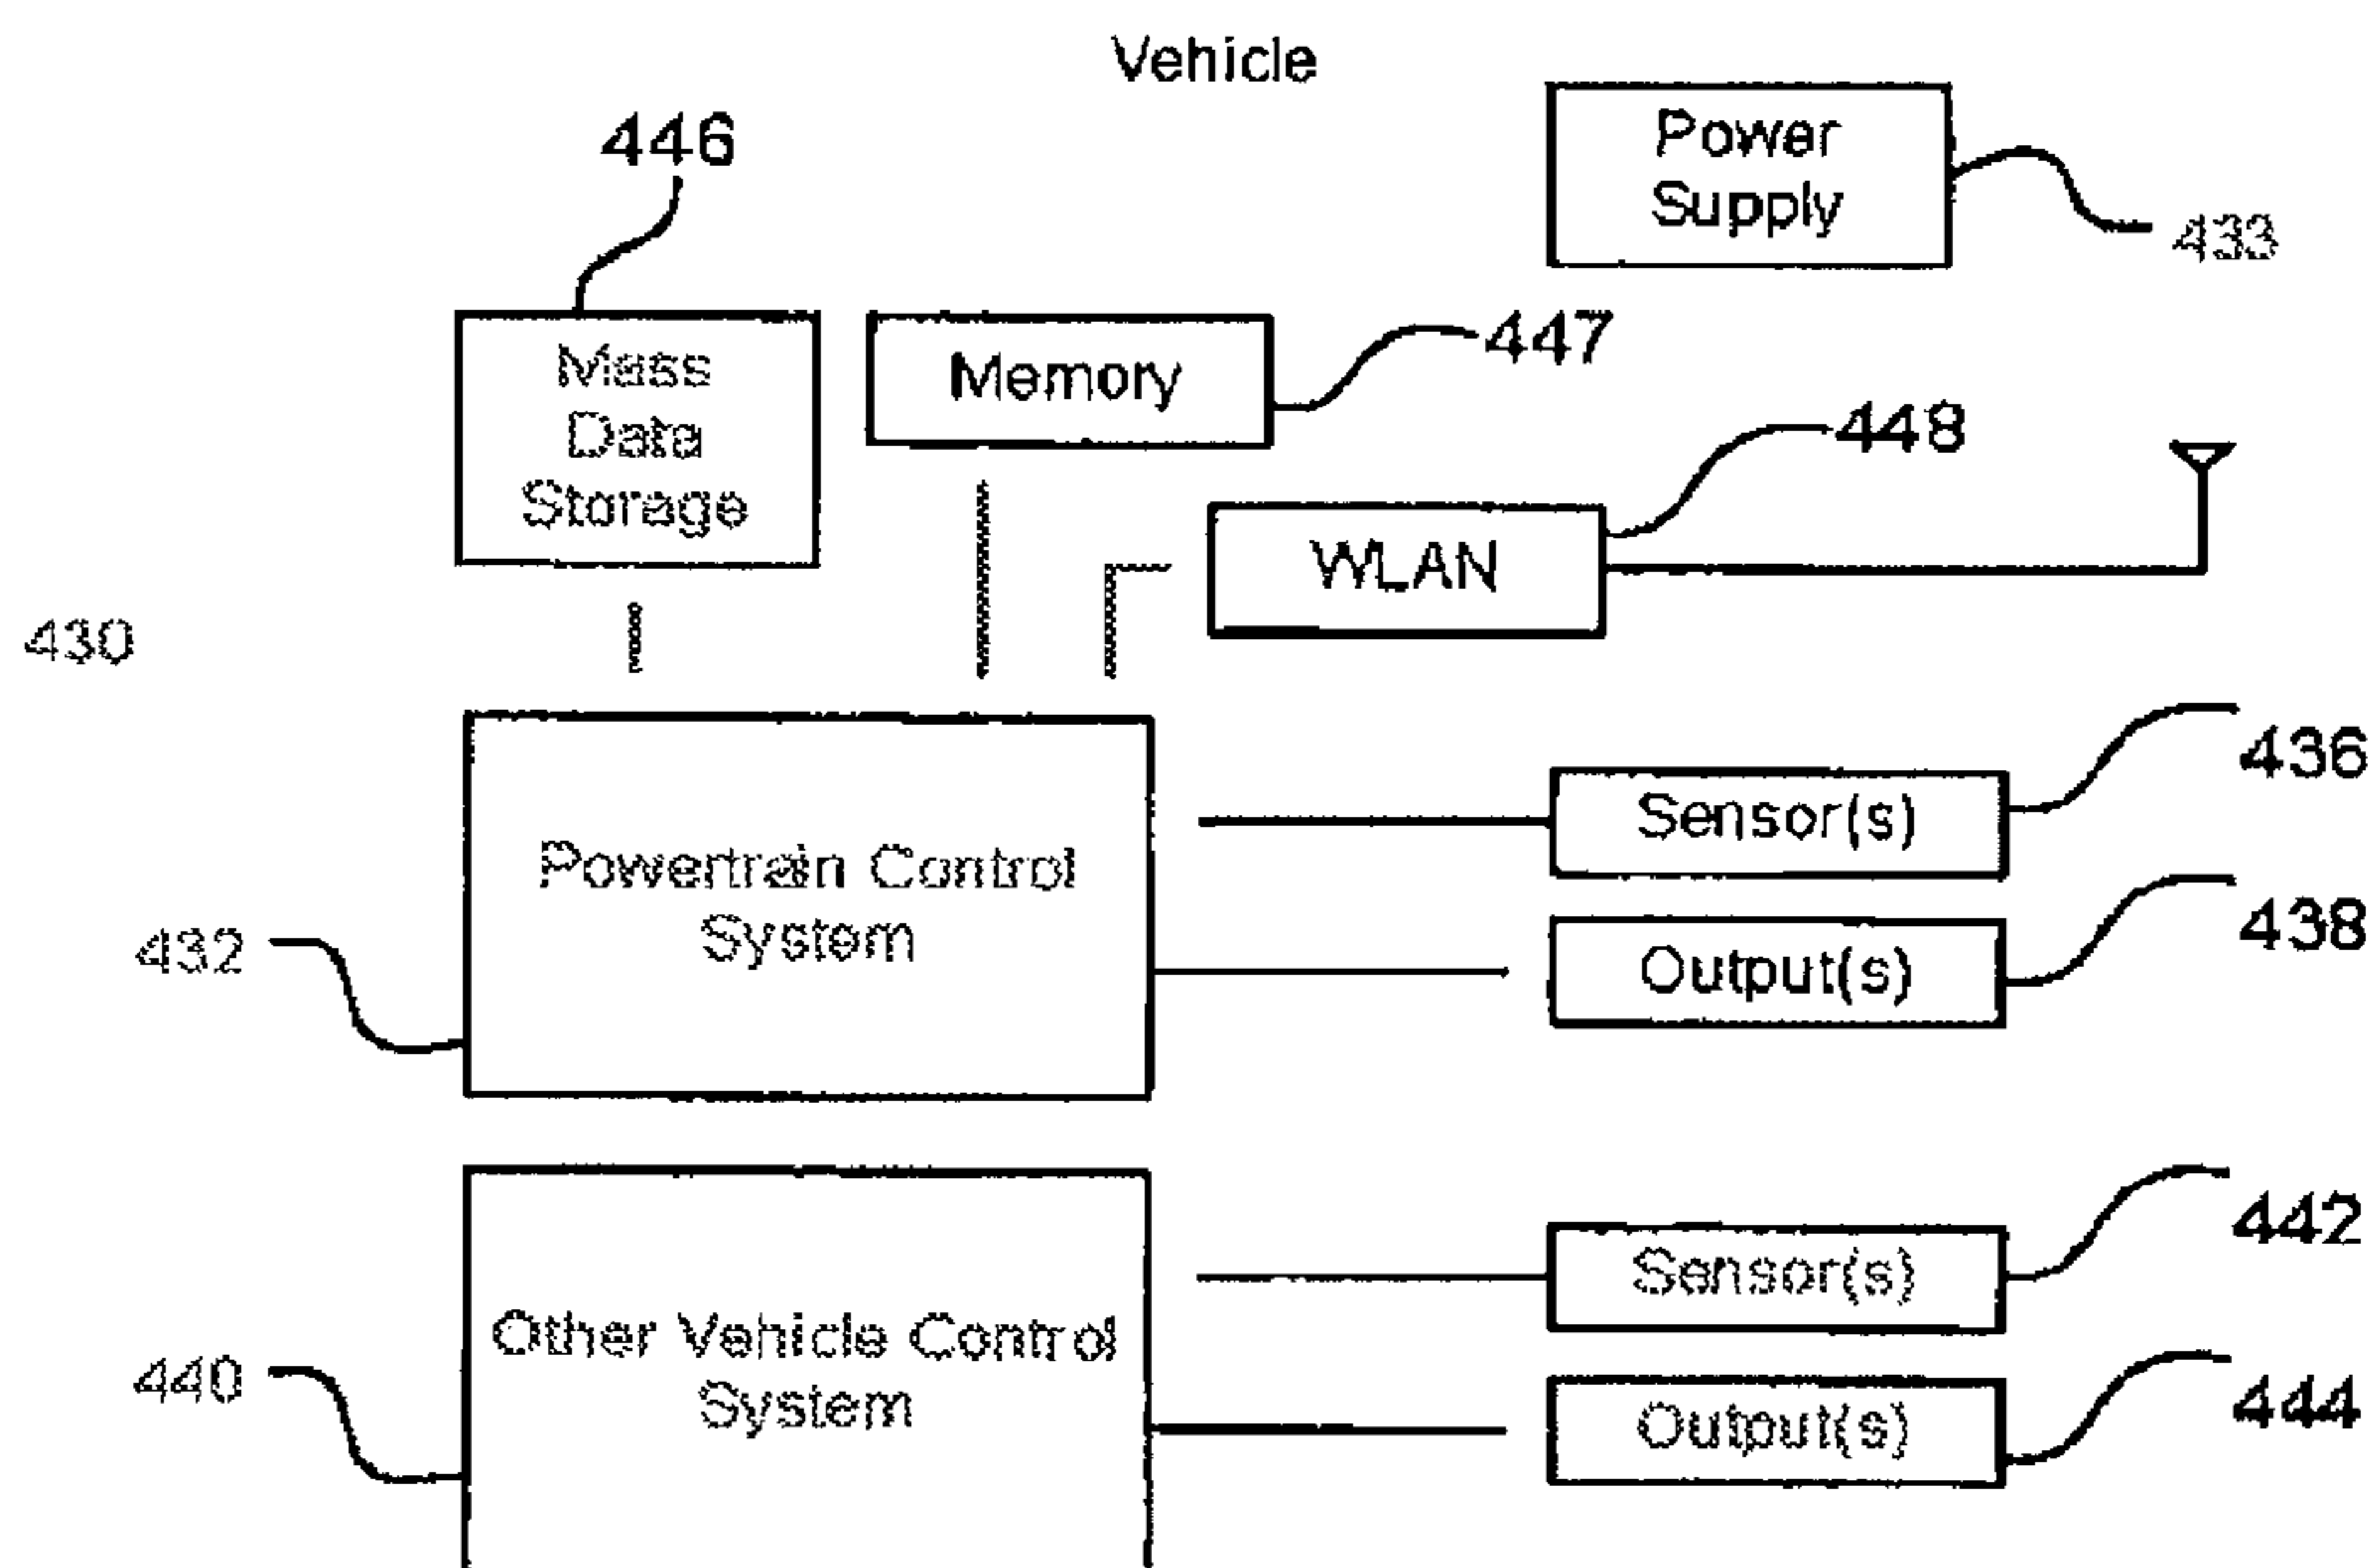 Vehicle
446
Power
Supply
433
Mass
Data
Storage
Memory
447
448
WLAN
430
436
Sensor(s)
Powertrain Control
System
432
438
Output(s)
442
Sensor(s)
Other Vehicle Control
System
440
444
Output(s)